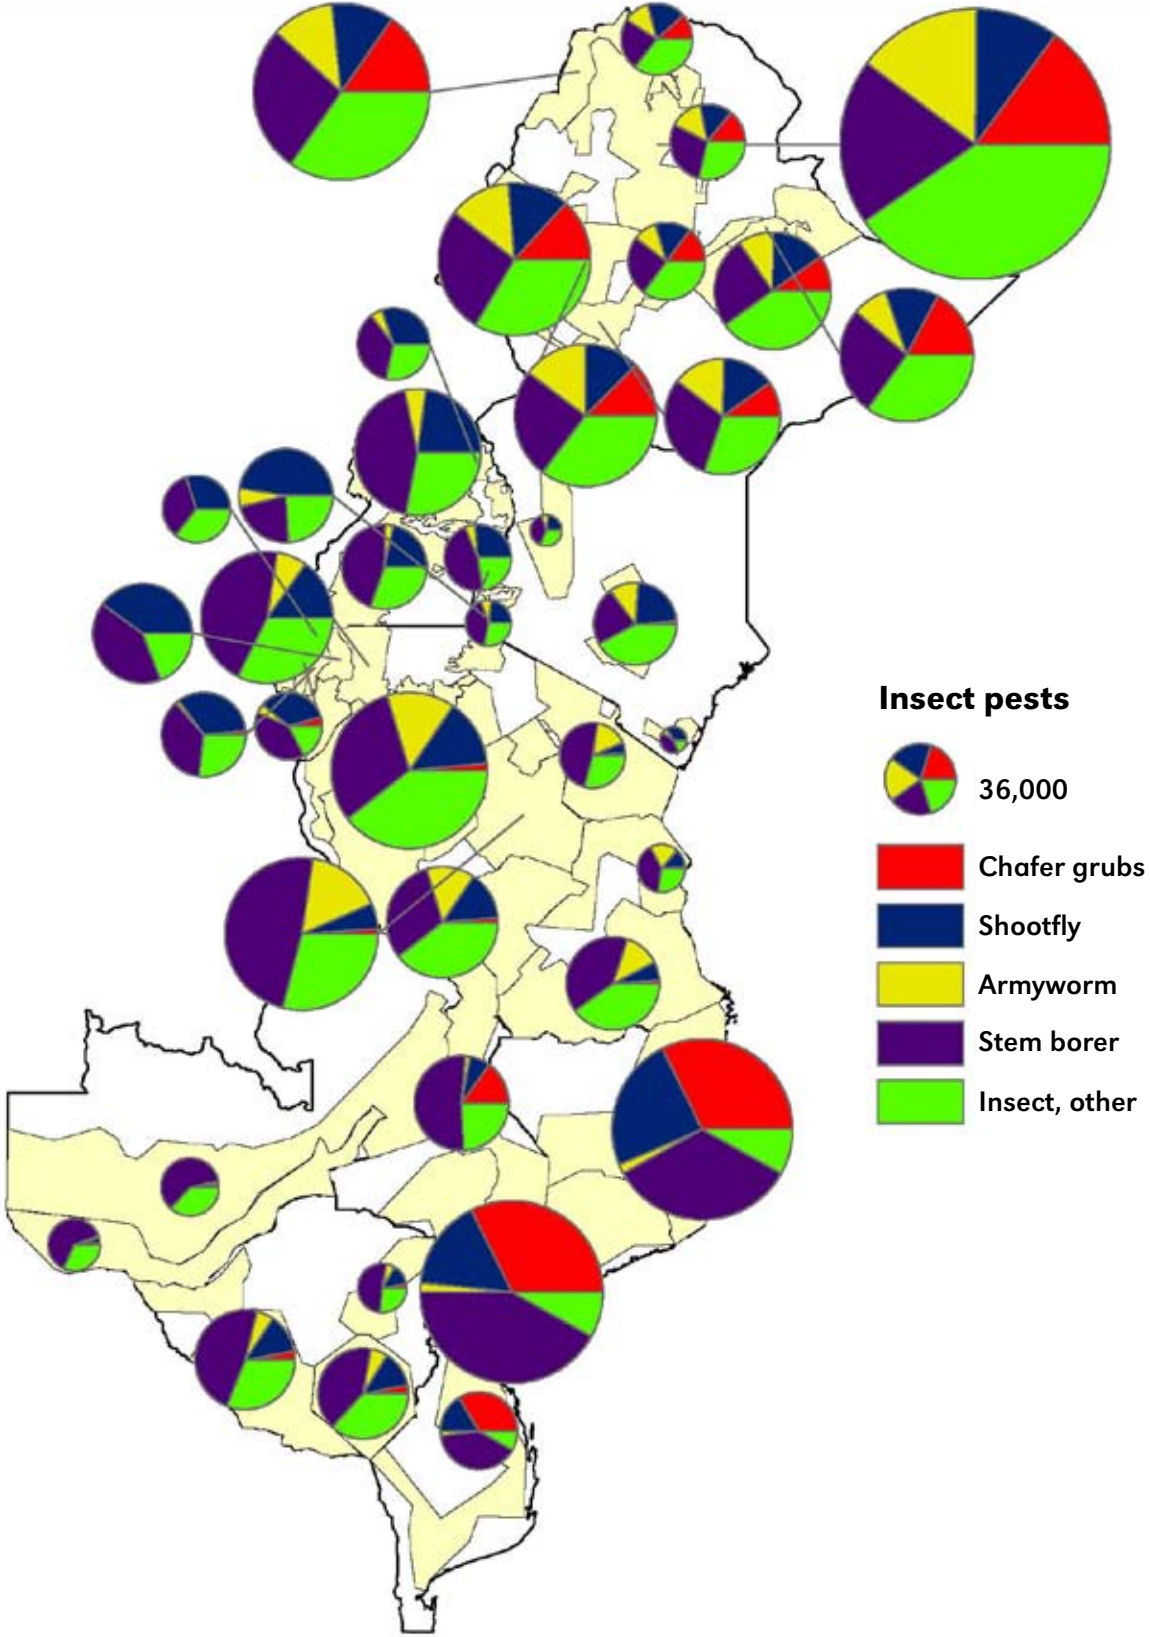 Insect pests
36,000
Chafer grubs
Shootfly
Armyworm
Stem borer
Insect, other